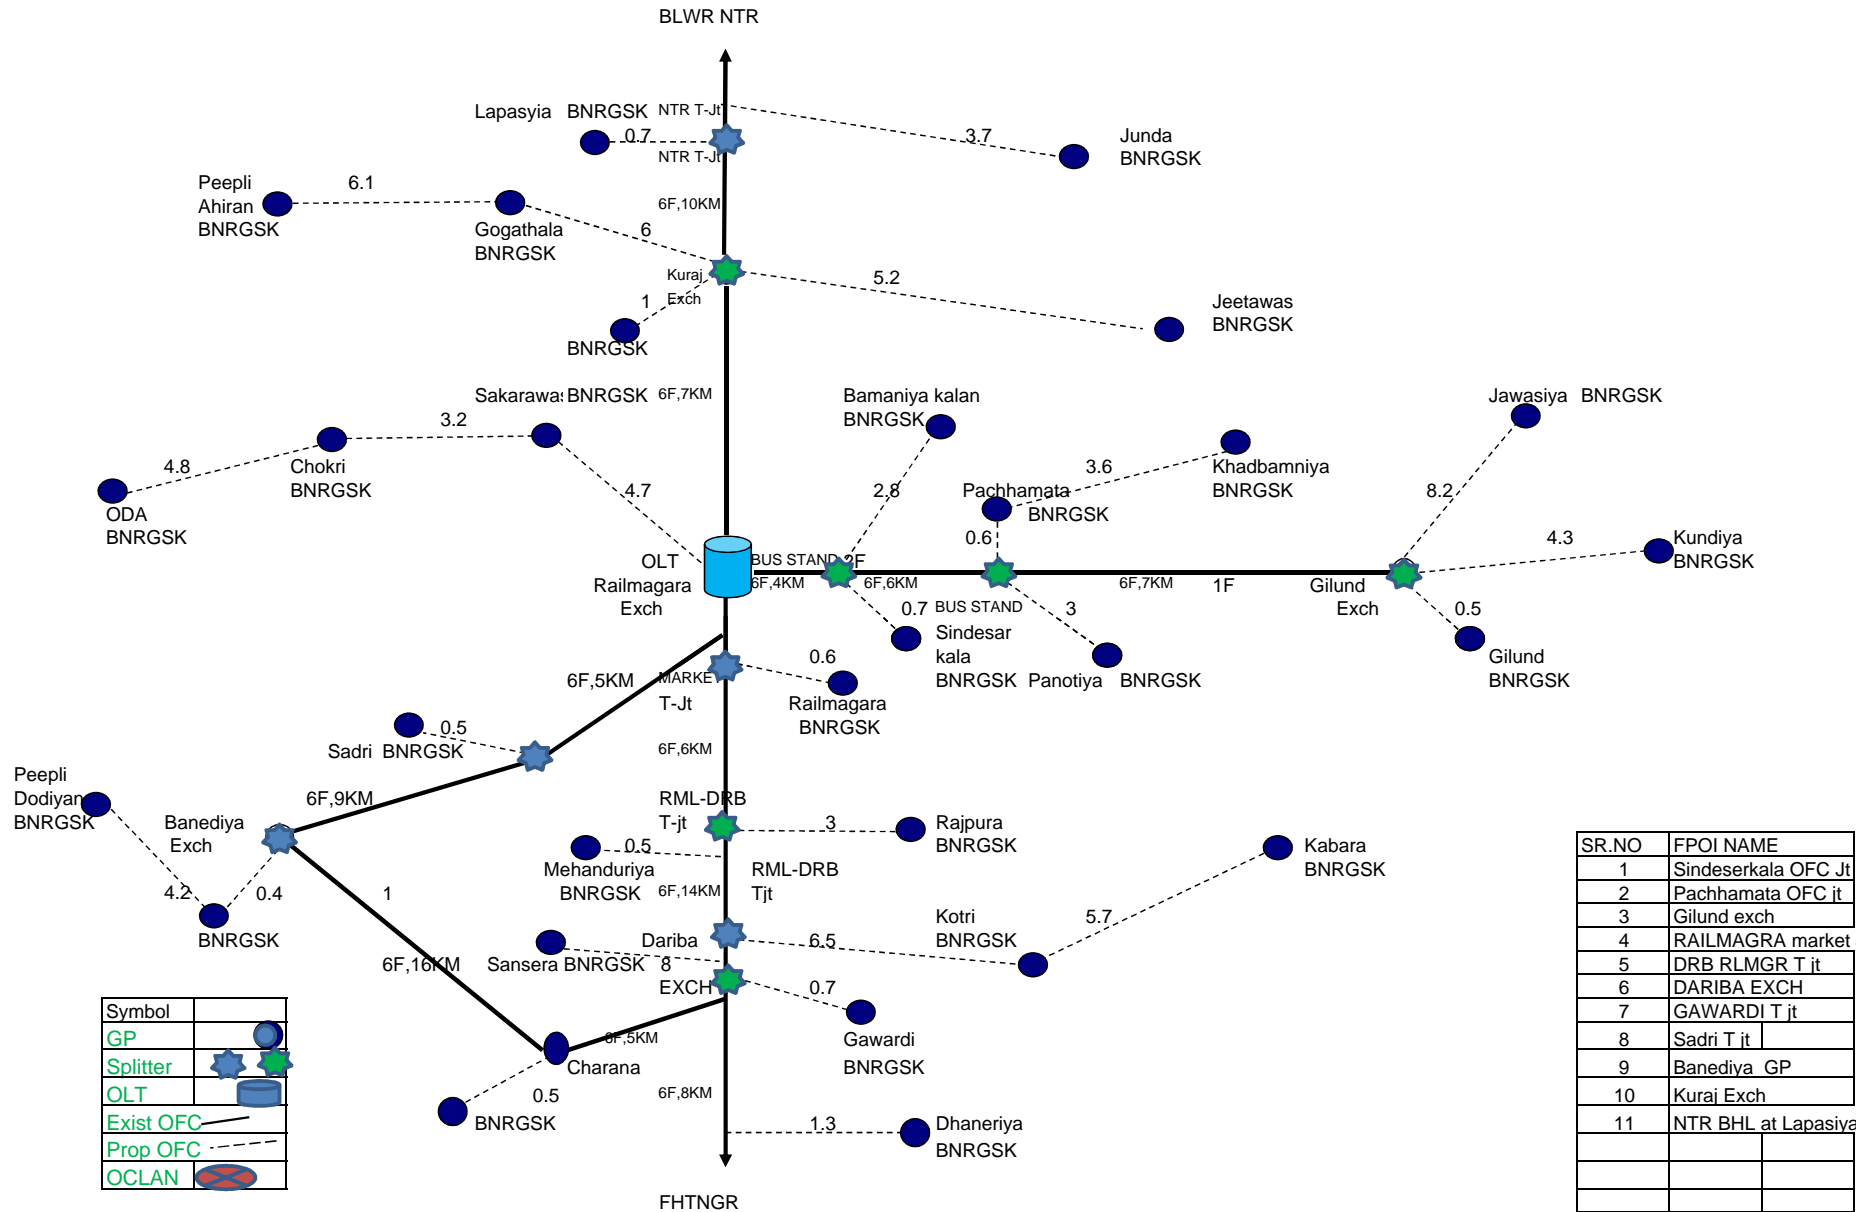 BLWR NTR
Lapasyia BNRGSK
NTR T-Jt
0.7
NTR T-Jt
3.7
Junda
BNRGSK
Peepli
Ahiran
BNRGSK
6.1
Gogathala
BNRGSK
6
6F,10KM
Kuraj
Exch
1
BNRGSK
5.2
Jeetawas
BNRGSK
Sakarawas BNRGSK
6F,7KM
3.2
4.8
Chokri
BNRGSK
ODA
BNRGSK
4.7
Bamaniya kalan
BNRGSK
2.8
Pachhamata
BNRGSK
0.6
3.6
Khadbamniya
BNRGSK
Jawasiya BNRGSK
8.2
4.3
Kundiya
BNRGSK
OLT
Railmagara
Exch
BUS STAND 2F
6F,4KM
6F,6KM
6F,7KM
1F
Gilund
Exch
0.5
Gilund
BNRGSK
0.7
BUS STAND
Sindesar
kala
BNRGSK
3
Panotiya BNRGSK
6F,5KM
MARKET
T-Jt
0.6
Railmagara
BNRGSK
0.5
Sadri BNRGSK
6F,6KM
Peepli
Dodiyan
BNRGSK
6F,9KM
Banediya
Exch
4.2
0.4
BNRGSK
1
6F,16KM
RML-DRB
T-jt
3
Rajpura
BNRGSK
0.5
Mehanduriya
BNRGSK
6F,14KM
RML-DRB
Tjt
Kabara
BNRGSK
5.7
Kotri
BNRGSK
6.5
Dariba
EXCH
Sansera BNRGSK
8
0.7
Gawardi
BNRGSK
6F,5KM
Charana
0.5
BNRGSK
6F,8KM
1.3
Dhaneriya
BNRGSK
FHTNGR
Symbol
GP
Splitter
OLT
Exist OFC
Prop OFC
OCLAN
SR.NO FPOI NAME
1 Sindeserkala OFC Jt
2 Pachhamata OFC jt
3 Gilund exch
4 RAILMAGRA market
5 DRB RLMGR T jt
6 DARIBA EXCH
7 GAWARDI T jt
8 Sadri T jt
9 Banediya GP
10 Kuraj Exch
11 NTR BHL at Lapasiya